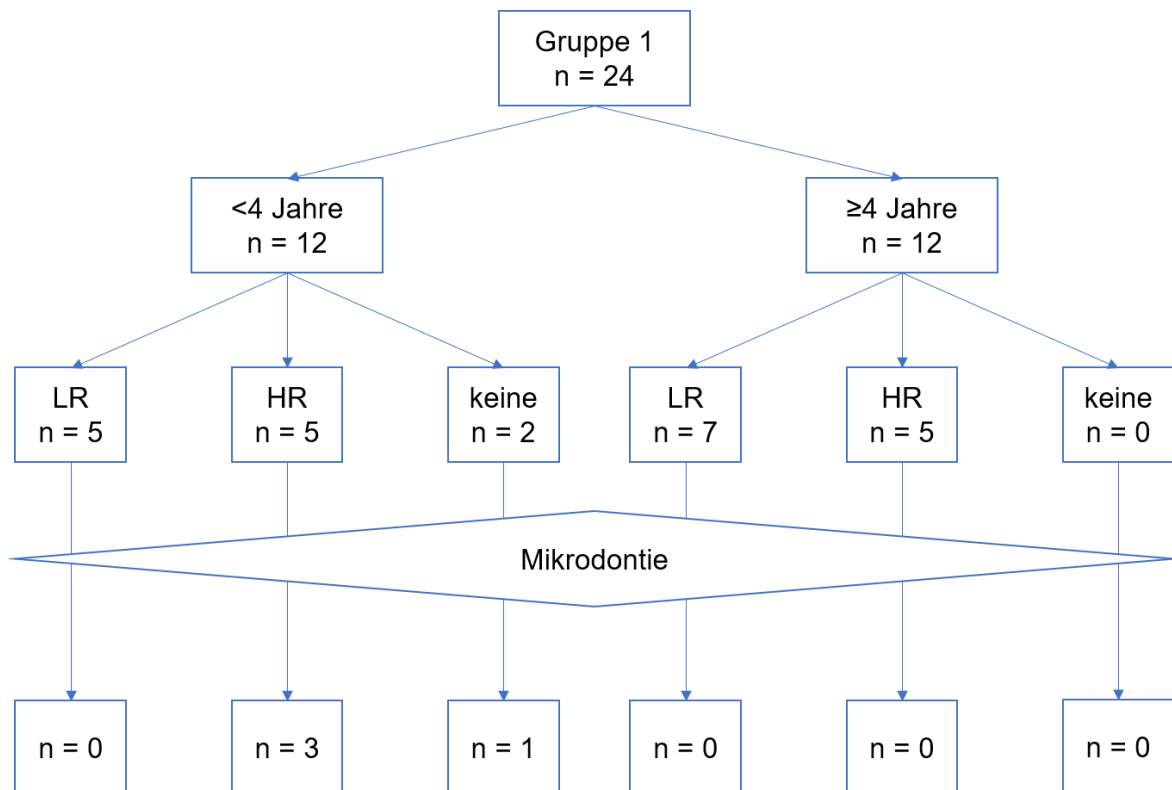 Gruppe 1
n = 24
<4 Jahre
n = 12
≥4 Jahre
n = 12
LR
n = 5
HR
n = 5
keine
n = 2
LR
n = 7
HR
n = 5
keine
n = 0
Mikrodontie
n = 0
n = 3
n = 1
n = 0
n = 0
n = 0